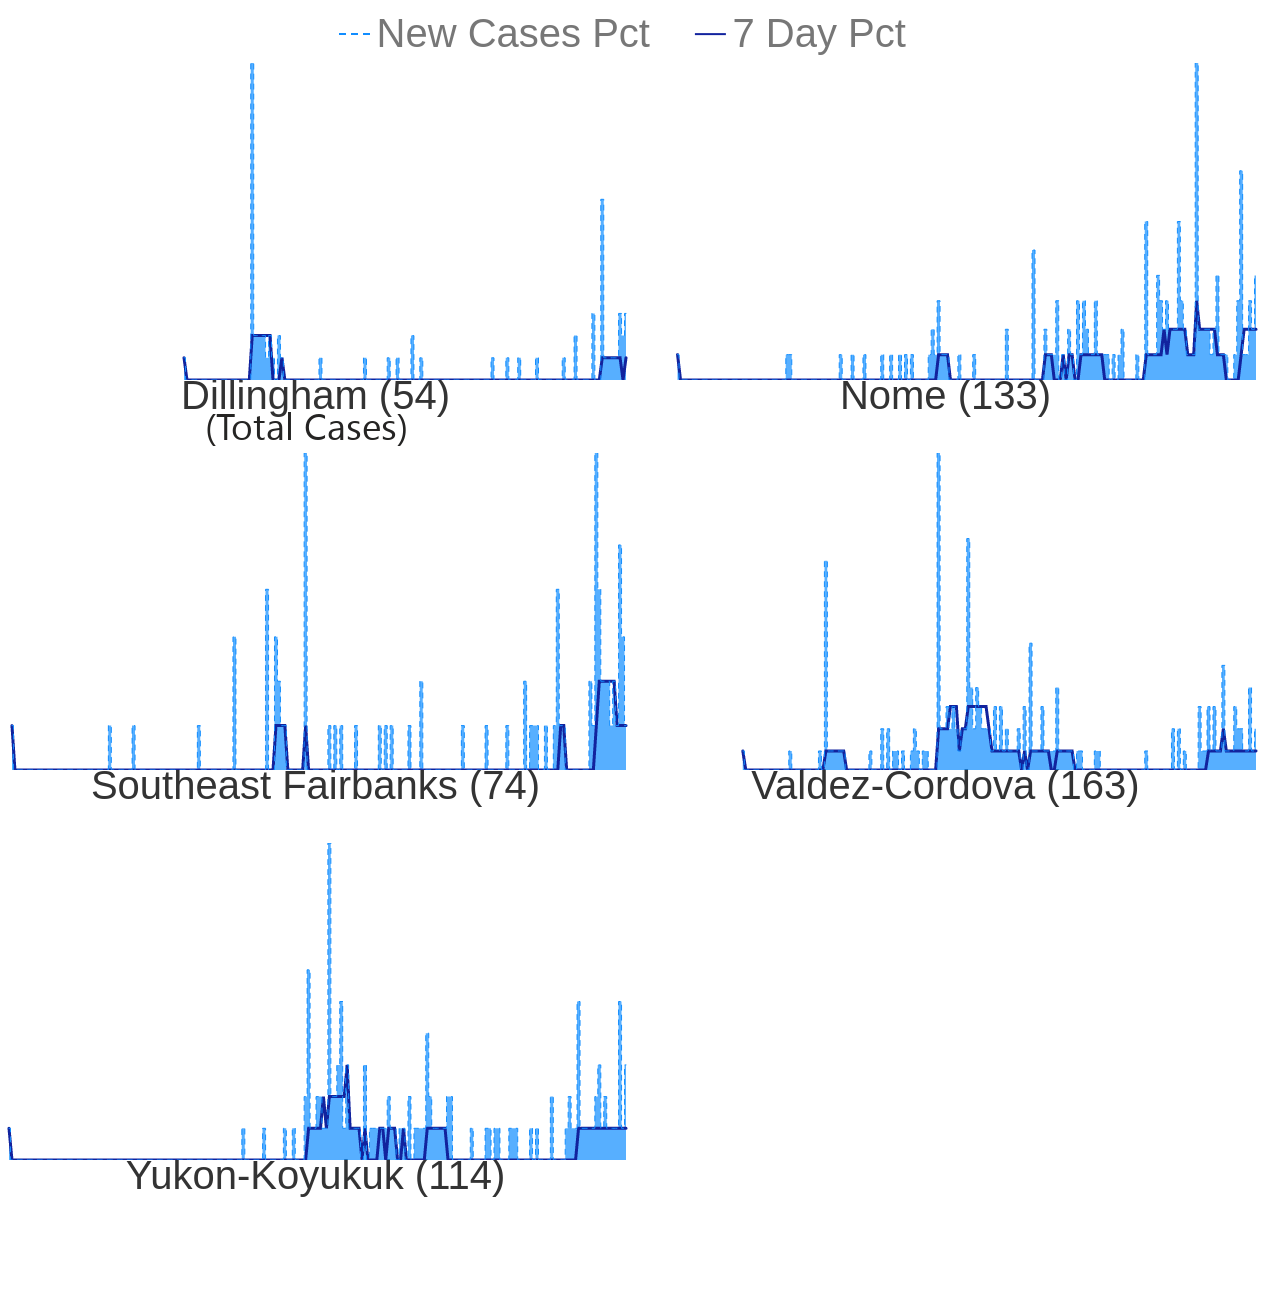 New Cases Pct 7 Day Pct
Dillingham (54)
(Total Cases)
Nome (133)
Southeast Fairbanks (74)
Valdez-Cordova (163)
Yukon-Koyukuk (114)